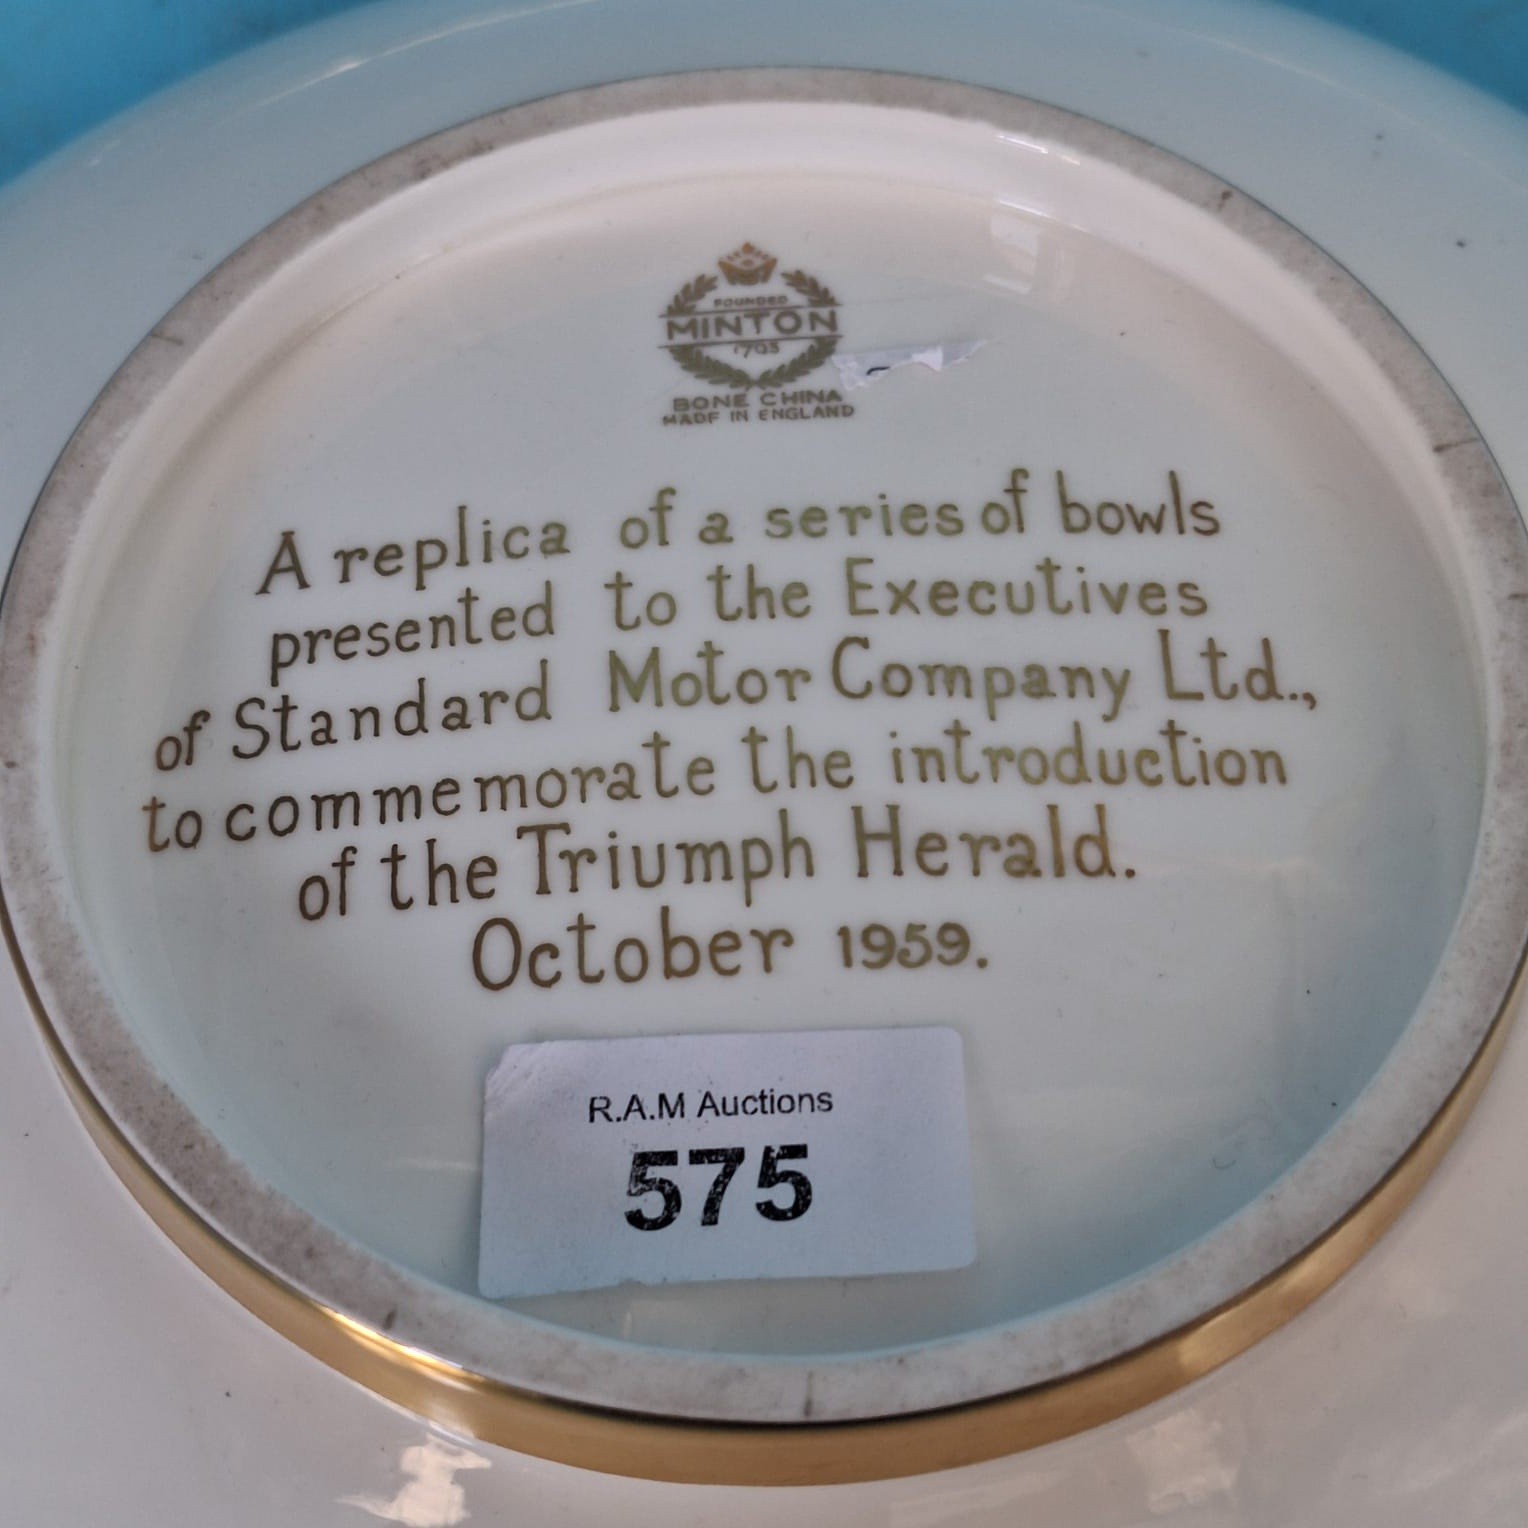 FOUNDED
MINTON
1793
BONE CHINA
MADE IN ENGLAND
A replica of a series of bowls
presented to the Executives
of Standard Motor Company Ltd.,
to commemorate the introduction
of the Triumph Herald.
October 1959.
R.A.M Auctions
575